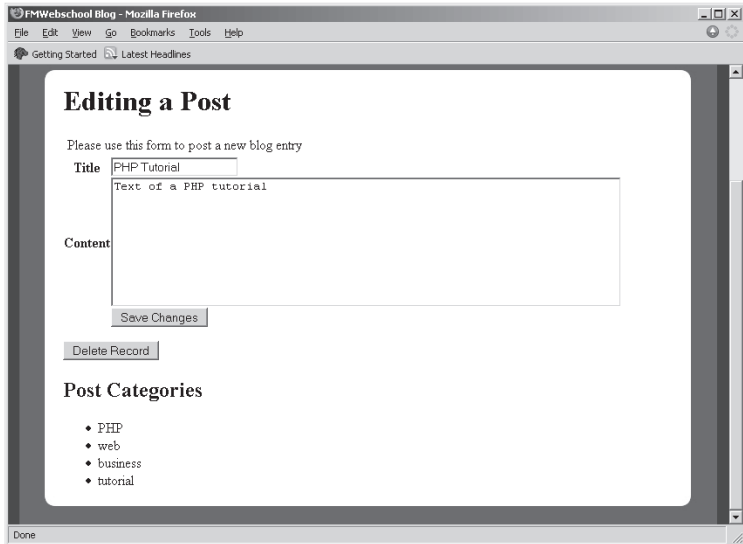 FMWebschool Blog - Mozilla Firefox
File Edit View Go Bookmarks Tools Help
Getting Started Latest Headlines
Editing a Post
Please use this form to post a new blog entry
Title PHP Tutorial
Text of a PHP tutorial
Content
Save Changes
Delete Record
Post Categories
PHP
web
business
tutorial
Done